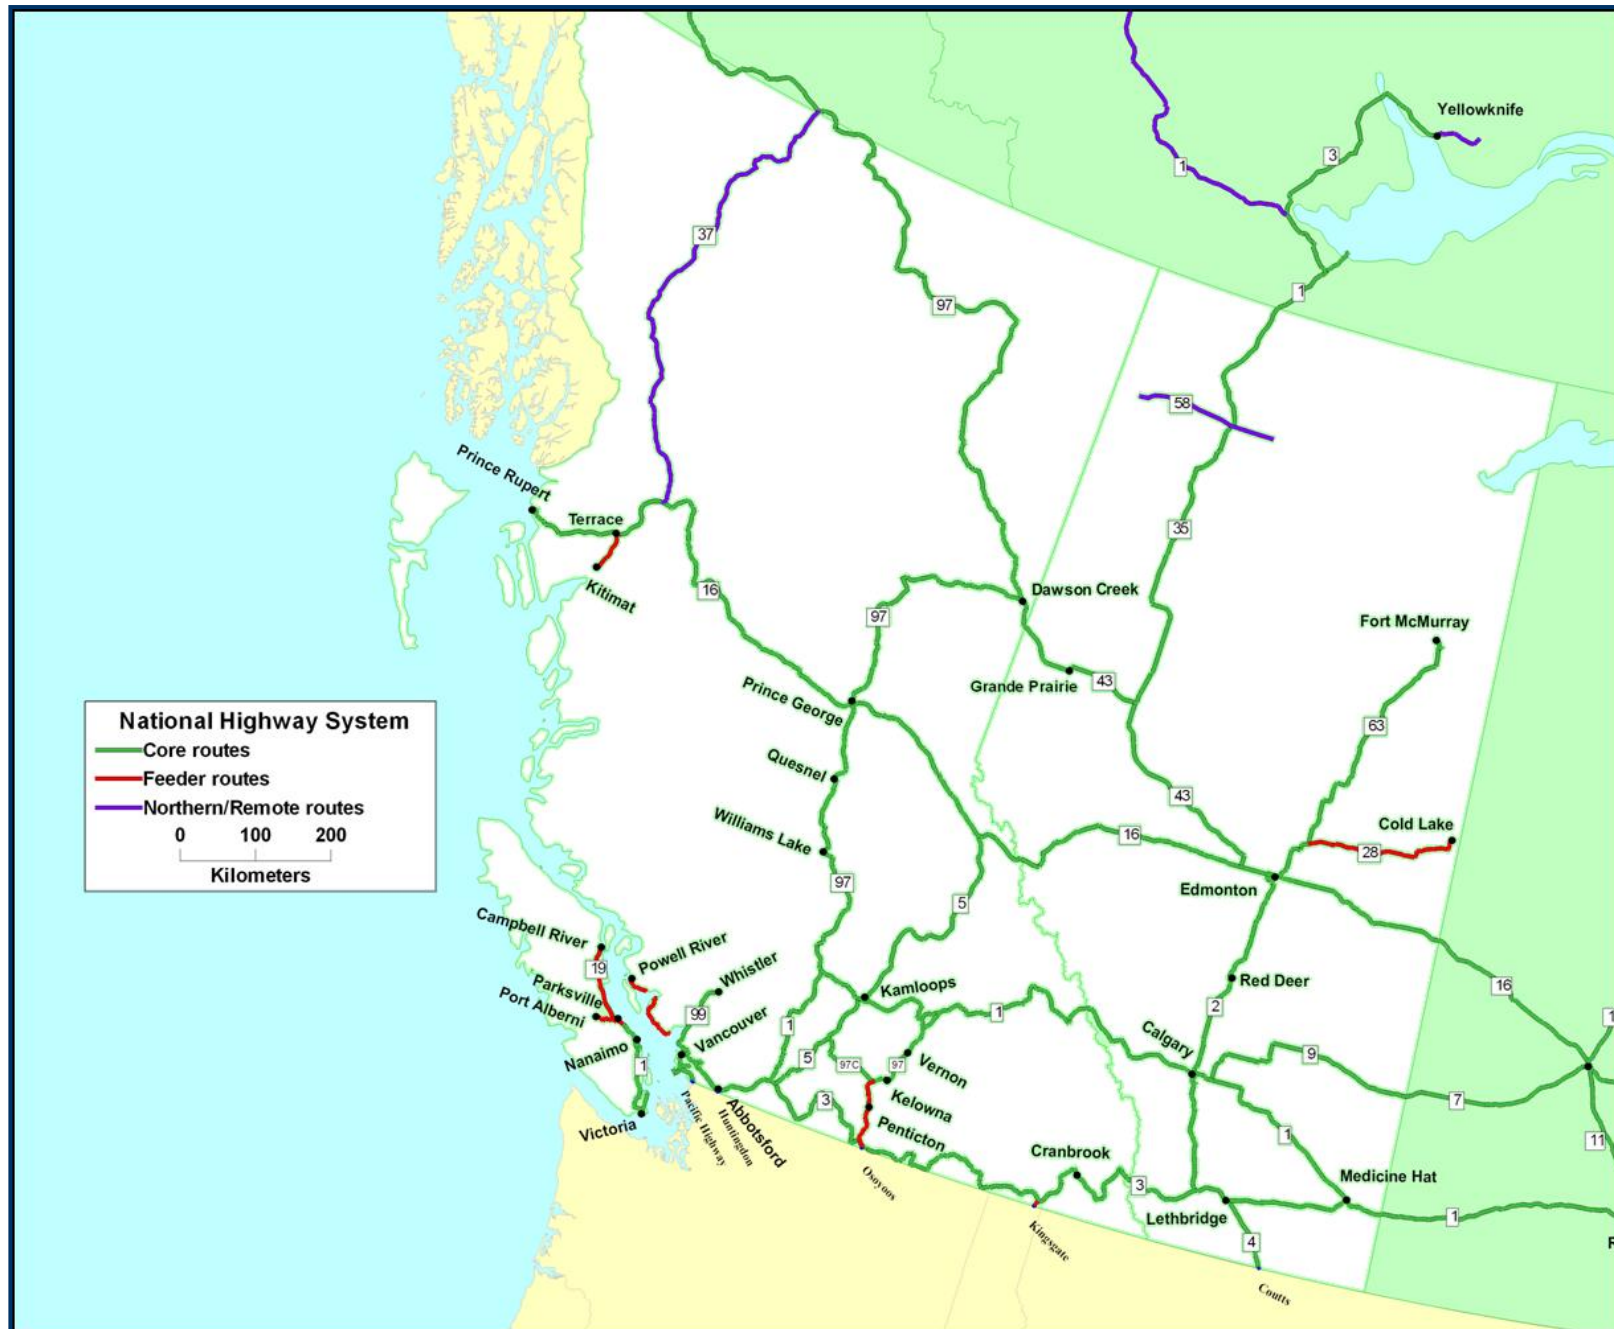 Yellowknife
3
1
37
97
1
58
Prince Rupert
Terrace
35
Kitimat
16
Dawson Creek
97
Fort McMurray
Grande Prairie
43
Prince George
63
National Highway System
Core routes
Feeder routes
Northern/Remote routes
0 100 200
Kilometers
Quesnel
43
Williams Lake
16
Cold Lake
28
97
Edmonton
5
Campbell River
19
Powell River
Whistler
Parksville
Port Alberni
Kamloops
Red Deer
16
99
Vancouver
1
1
2
1
Nanaimo
5
97C
97
Vernon
Calgary
9
1
Kelowna
3
7
Penticton
Victoria
Pacific Highway
Huntingdon
Abbotsford
1
11
Osoyoos
Cranbrook
3
Medicine Hat
Lethbridge
1
4
Kingsgate
R
Coutts